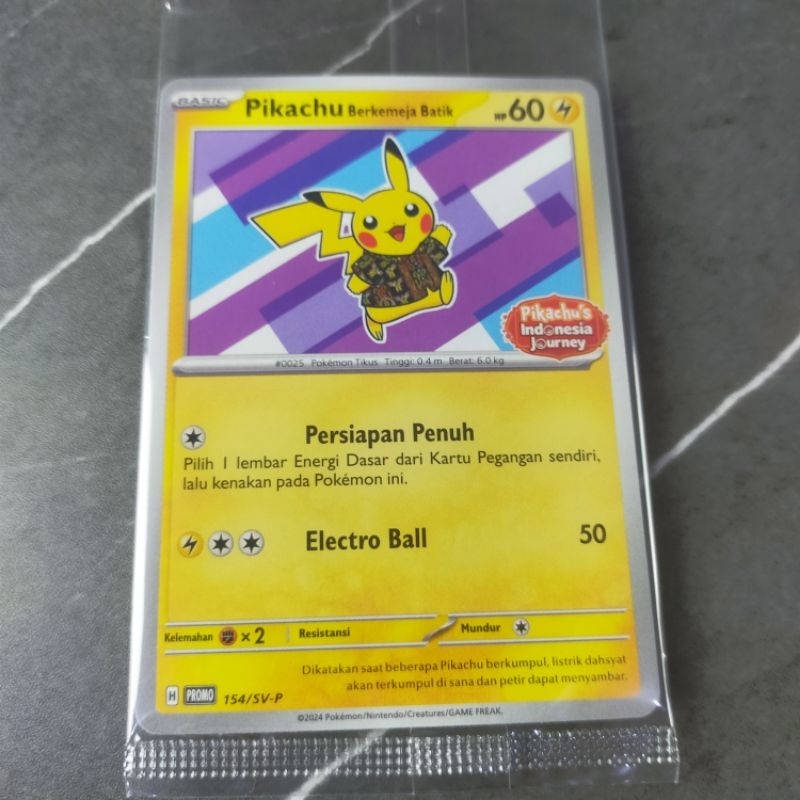 BASIC
Pikachu Berkemeja Batik
HP 60
Pikachu's
Indonesia
Journey
#0025 Pokémon Tikus Tinggi: 0.4 m Berat: 6.0 kg
Persiapan Penuh
Pilih 1 lembar Energi Dasar dari Kartu Pegangan sendiri,
lalu kenakan pada Pokémon ini.
Electro Ball 50
Kelemahan ×2 Resistansi Mundur
Dikatakan saat beberapa Pikachu berkumpul, listrik dahsyat
akan terkumpul di sana dan petir dapat menyambar.
H PROMO 154/SV-P
©2024 Pokémon/Nintendo/Creatures/GAME FREAK.